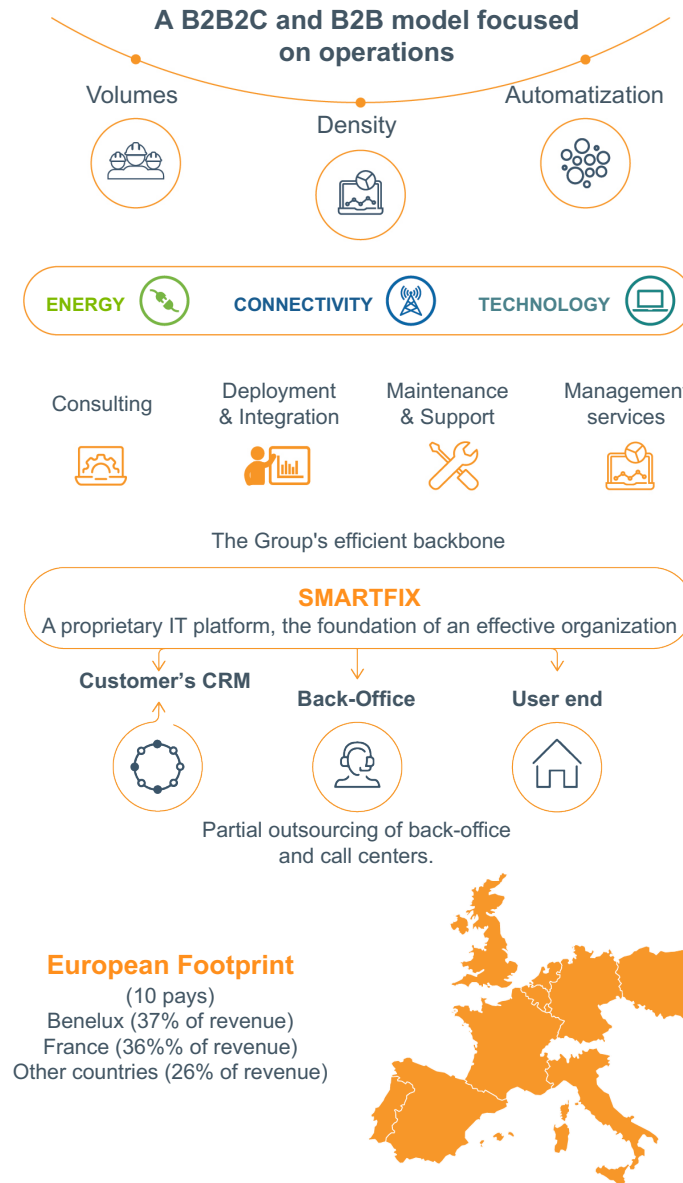 A B2B2C and B2B model focused
on operations
Volumes
Density
Automatization
ENERGY
CONNECTIVITY
TECHNOLOGY
Consulting
Deployment
& Integration
Maintenance
& Support
Management
services
The Group's efficient backbone
SMARTFIX
A proprietary IT platform, the foundation of an effective organization
Customer's CRM
Back-Office
User end
Partial outsourcing of back-office
and call centers.
European Footprint
(10 pays)
Benelux (37% of revenue)
France (36%% of revenue)
Other countries (26% of revenue)